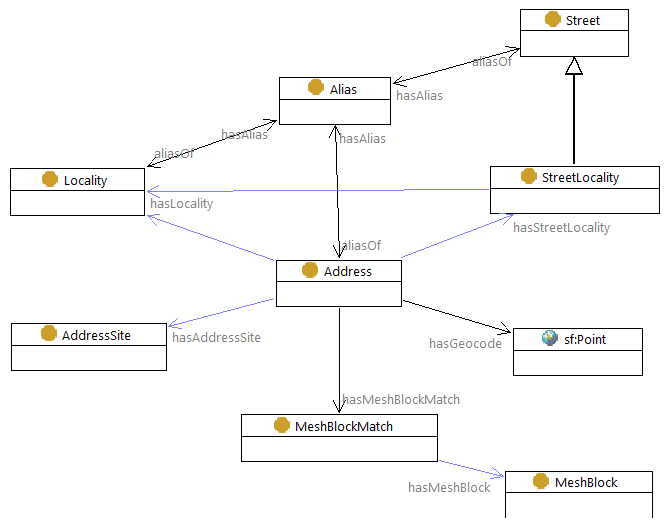 Street
aliasOf
Alias
hasAlias
hasAlias
hasAlias
aliasOf
Locality
StreetLocality
hasLocality
hasStreetLocality
aliasOf
Address
AddressSite
hasAddressSite
hasGeocode
sf:Point
hasMeshBlockMatch
MeshBlockMatch
hasMeshBlock
MeshBlock